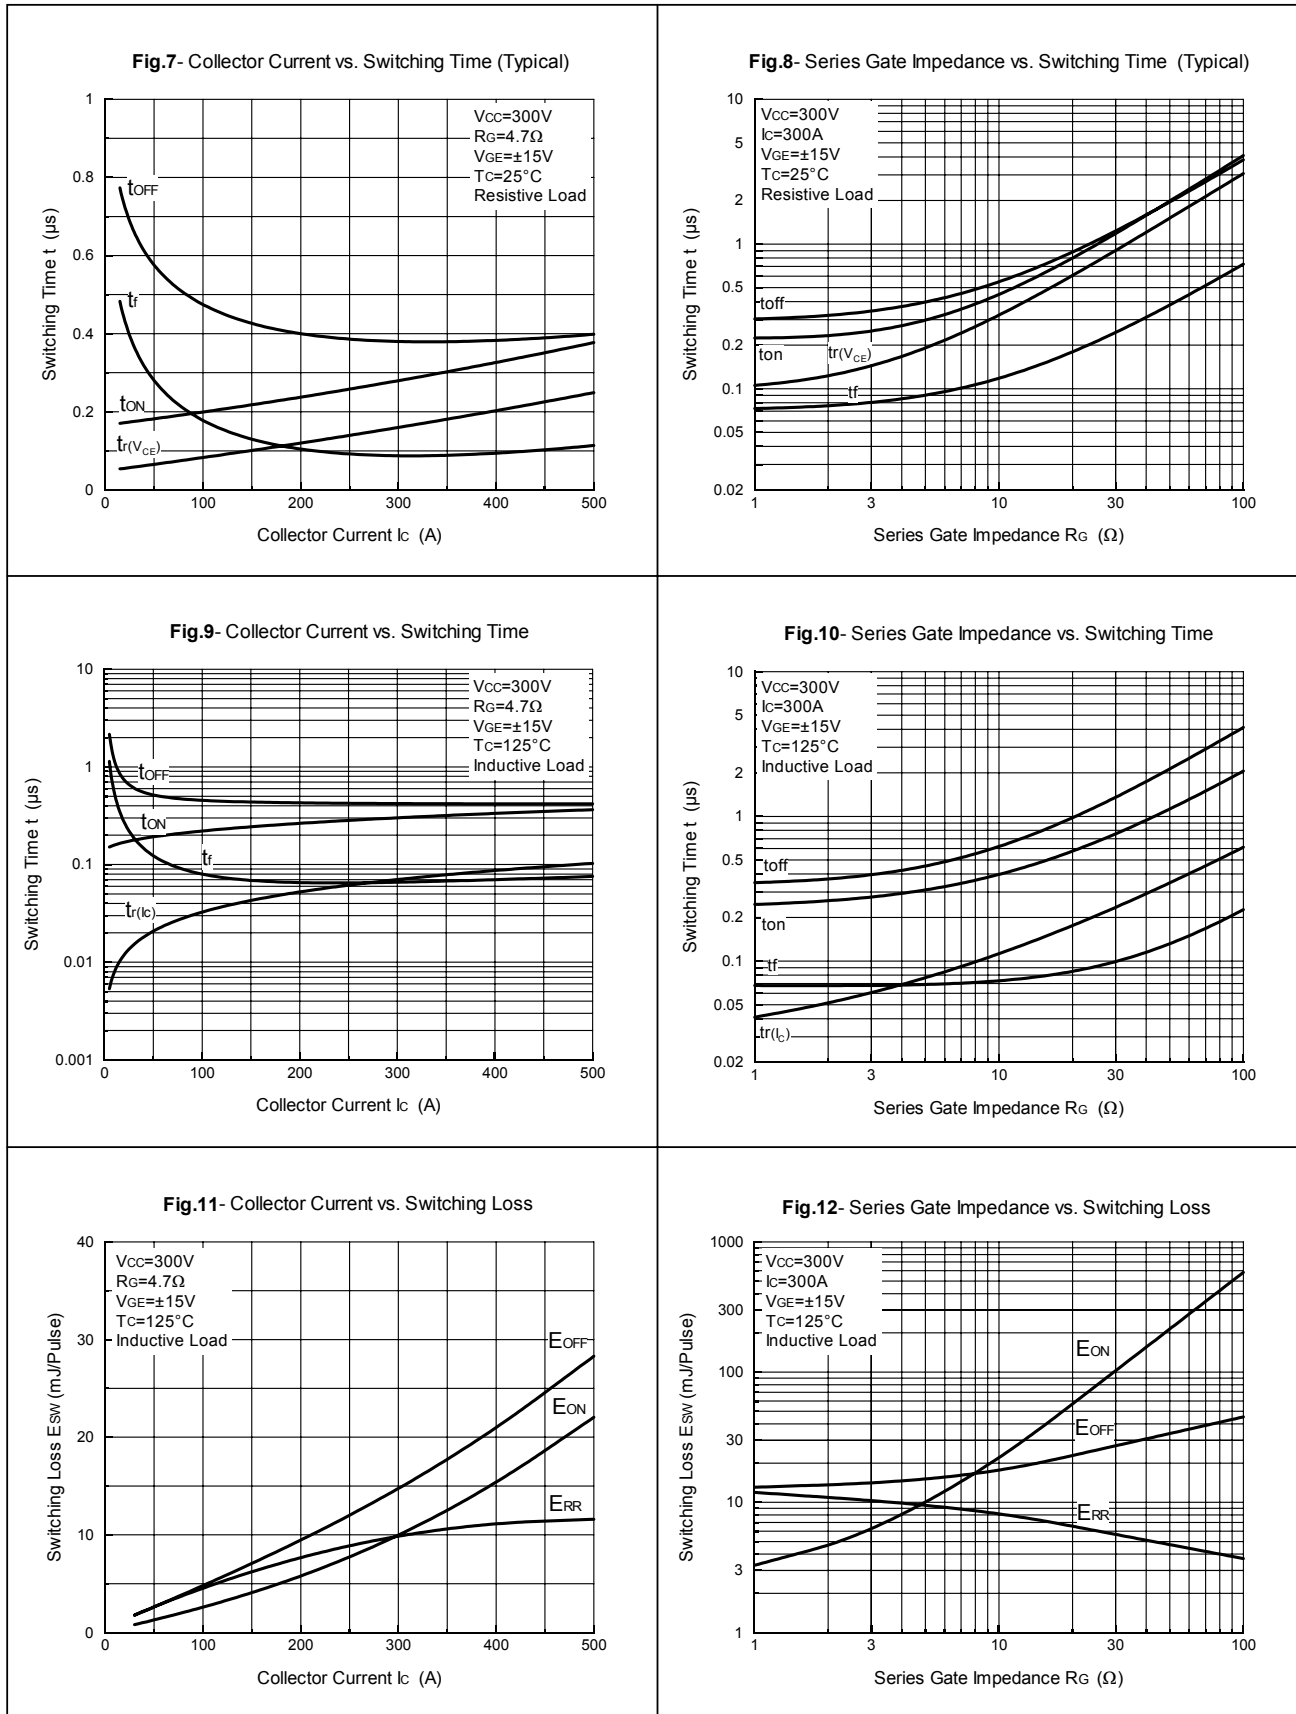 Fig.7- Collector Current vs. Switching Time (Typical)
Switching Time t (µs)
1
0.8
0.6
0.4
0.2
0
VCC=300V
RG=4.7Ω
VGE=±15V
TC=25°C
Resistive Load
tOFF
tf
tON
tr(VCE)
0 100 200 300 400 500
Collector Current IC (A)
Fig.8- Series Gate Impedance vs. Switching Time (Typical)
Switching Time t (µs)
10
5
2
1
0.5
0.2
0.1
0.05
0.02
VCC=300V
IC=300A
VGE=±15V
TC=25°C
Resistive Load
toff
ton
tr(VCE)
tf
1 3 10 30 100
Series Gate Impedance RG (Ω)
Fig.9- Collector Current vs. Switching Time
Switching Time t (µs)
10
1
0.1
0.01
0.001
VCC=300V
RG=4.7Ω
VGE=±15V
TC=125°C
Inductive Load
tOFF
tON
tf
tr(Ic)
0 100 200 300 400 500
Collector Current IC (A)
Fig.10- Series Gate Impedance vs. Switching Time
Switching Time t (µs)
10
5
2
1
0.5
0.2
0.1
0.05
0.02
VCC=300V
IC=300A
VGE=±15V
TC=125°C
Inductive Load
toff
ton
tf
tr(IC)
1 3 10 30 100
Series Gate Impedance RG (Ω)
Fig.11- Collector Current vs. Switching Loss
Switching Loss ESW (mJ/Pulse)
40
30
20
10
0
VCC=300V
RG=4.7Ω
VGE=±15V
TC=125°C
Inductive Load
EOFF
EON
ERR
0 100 200 300 400 500
Collector Current IC (A)
Fig.12- Series Gate Impedance vs. Switching Loss
Switching Loss ESW (mJ/Pulse)
1000
300
100
30
10
3
1
VCC=300V
IC=300A
VGE=±15V
TC=125°C
Inductive Load
EON
EOFF
ERR
1 3 10 30 100
Series Gate Impedance RG (Ω)